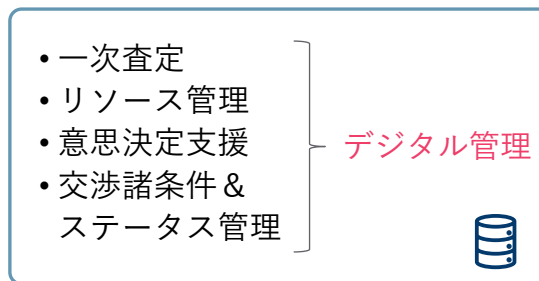 • 一次査定
• リソース管理
• 意思決定支援
• 交渉諸条件＆
ステータス管理
デジタル管理